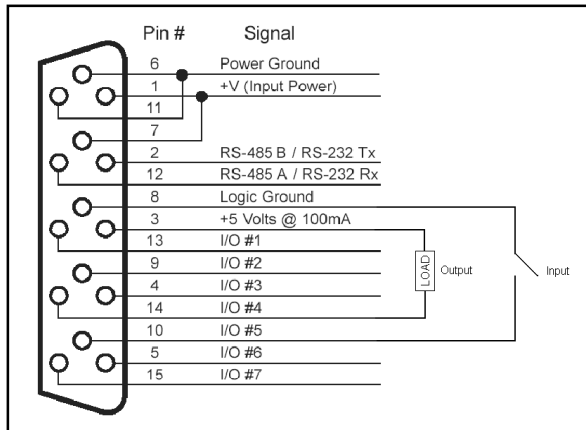 Pin # Signal
6 Power Ground
1 +V (Input Power)
11
7
2 RS-485 B / RS-232 Tx
12 RS-485 A / RS-232 Rx
8 Logic Ground
3 +5 Volts @ 100mA
13 I/O #1
9 I/O #2
4 I/O #3
14 I/O #4
10 I/O #5
5 I/O #6
15 I/O #7
LOAD
Output
Input